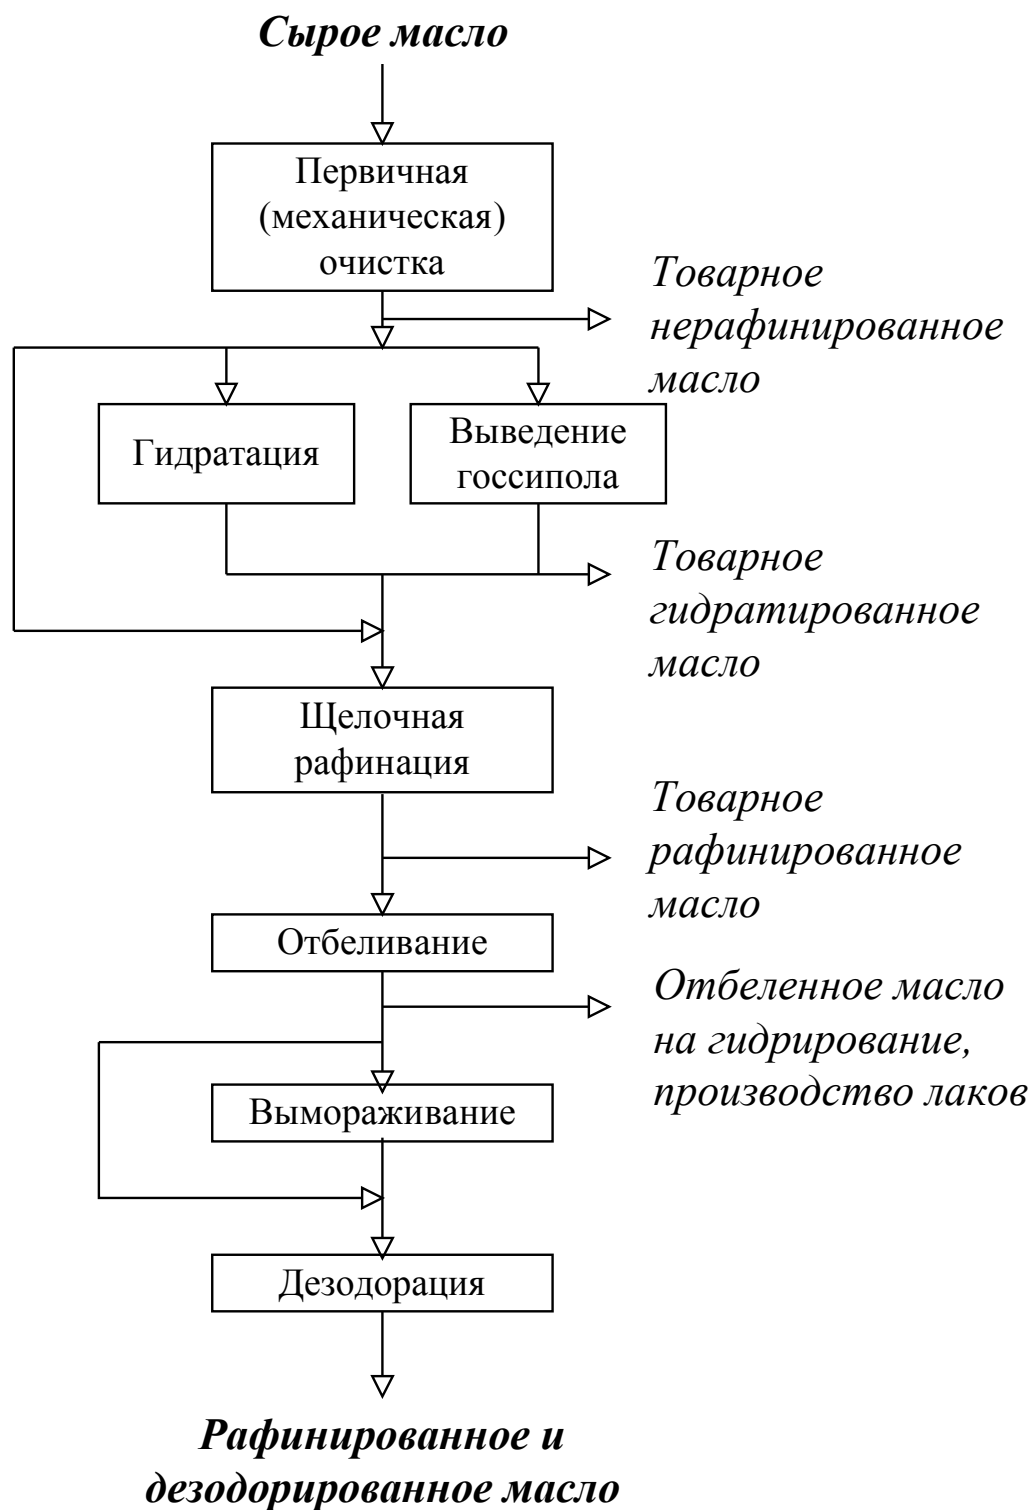 Сырое масло
Первичная
(механическая)
очистка
Товарное
нерафинированное
масло
Гидратация
Выведение
госсипола
Товарное
гидратированное
масло
Щелочная
рафинация
Товарное
рафинированное
масло
Отбеливание
Отбеленное масло
на гидрирование,
производство лаков
Вымораживание
Дезодорация
Рафинированное и
дезодорированное масло